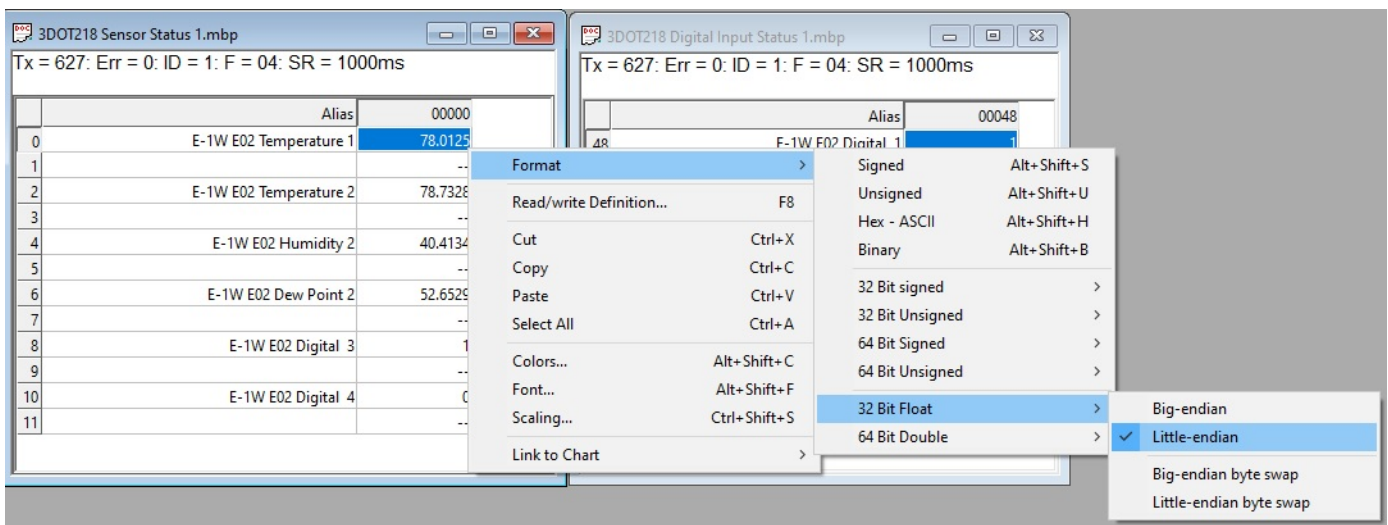 3DOT218 Sensor Status 1.mbp
Tx = 627: Err = 0: ID = 1: F = 04: SR = 1000ms
Alias 00000
0 E-1W E02 Temperature 1 78.0125
1 --
2 E-1W E02 Temperature 2 78.7328
3 --
4 E-1W E02 Humidity 2 40.4134
5 --
6 E-1W E02 Dew Point 2 52.6529
7 --
8 E-1W E02 Digital 3 1
9 --
10 E-1W E02 Digital 4 0
11 --
3DOT218 Digital Input Status 1.mbp
Tx = 627: Err = 0: ID = 1: F = 04: SR = 1000ms
Alias 00048
48 E-1W E02 Digital 1 1
Format >
Read/write Definition... F8
Cut Ctrl+X
Copy Ctrl+C
Paste Ctrl+V
Select All Ctrl+A
Colors... Alt+Shift+C
Font... Alt+Shift+F
Scaling... Ctrl+Shift+S
Link to Chart >
Signed Alt+Shift+S
Unsigned Alt+Shift+U
Hex - ASCII Alt+Shift+H
Binary Alt+Shift+B
32 Bit signed >
32 Bit Unsigned >
64 Bit Signed >
64 Bit Unsigned >
32 Bit Float >
64 Bit Double >
Big-endian
Little-endian
Big-endian byte swap
Little-endian byte swap